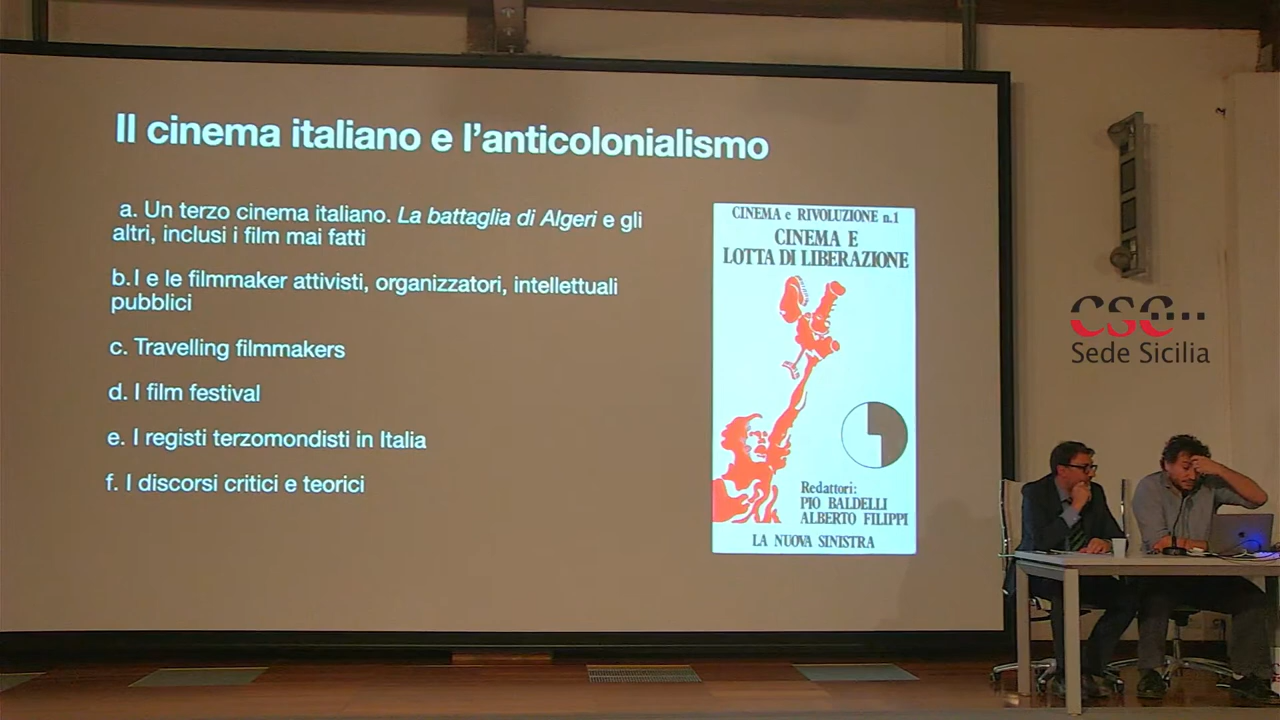 Il cinema italiano e l'anticolonialismo
a. Un terzo cinema italiano. La battaglia di Algeri e gli
altri, inclusi i film mai fatti
b.I e le filmmaker attivisti, organizzatori, intellettuali
pubblici
c. Travelling filmmakers
d. I film festival
e. I registi terzomondisti in Italia
f. I discorsi critici e teorici
CINEMA e RIVOLUZIONE n.1
CINEMA E
LOTTA DI LIBERAZIONE
Redattori:
PIO BALDELLI
ALBERTO FILIPPI
LA NUOVA SINISTRA
CSC
Sede Sicilia